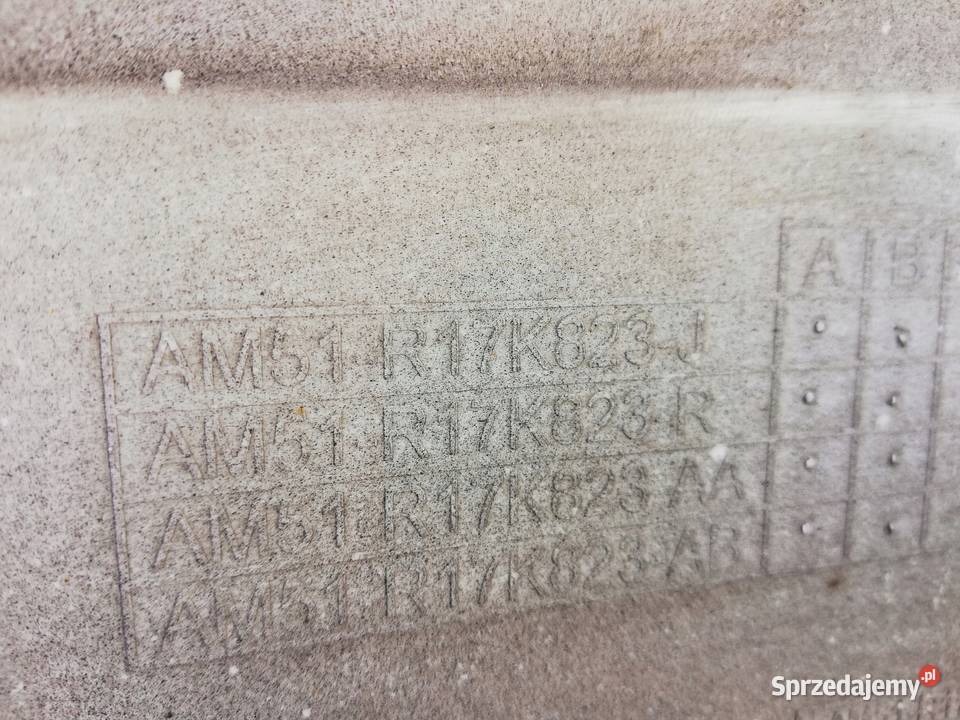 A B
AM51-R17K823-J
AM51-R17K823-R
AM51-R17K823-AA
AM51-R17K823-AB
Sprzedajemy.pl